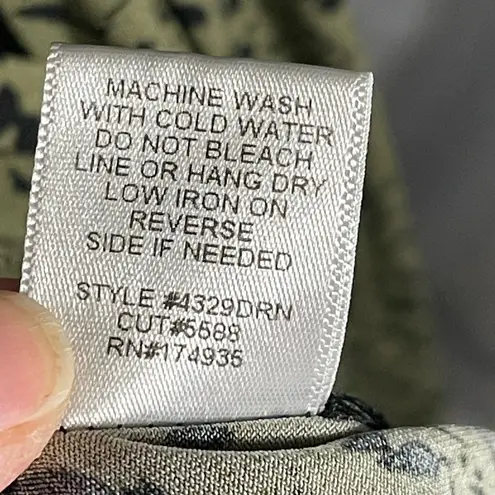 MACHINE WASH
WITH COLD WATER
DO NOT BLEACH
LINE OR HANG DRY
LOW IRON ON
REVERSE
SIDE IF NEEDED
STYLE #4329DRN
CUT#5588
RN#174935